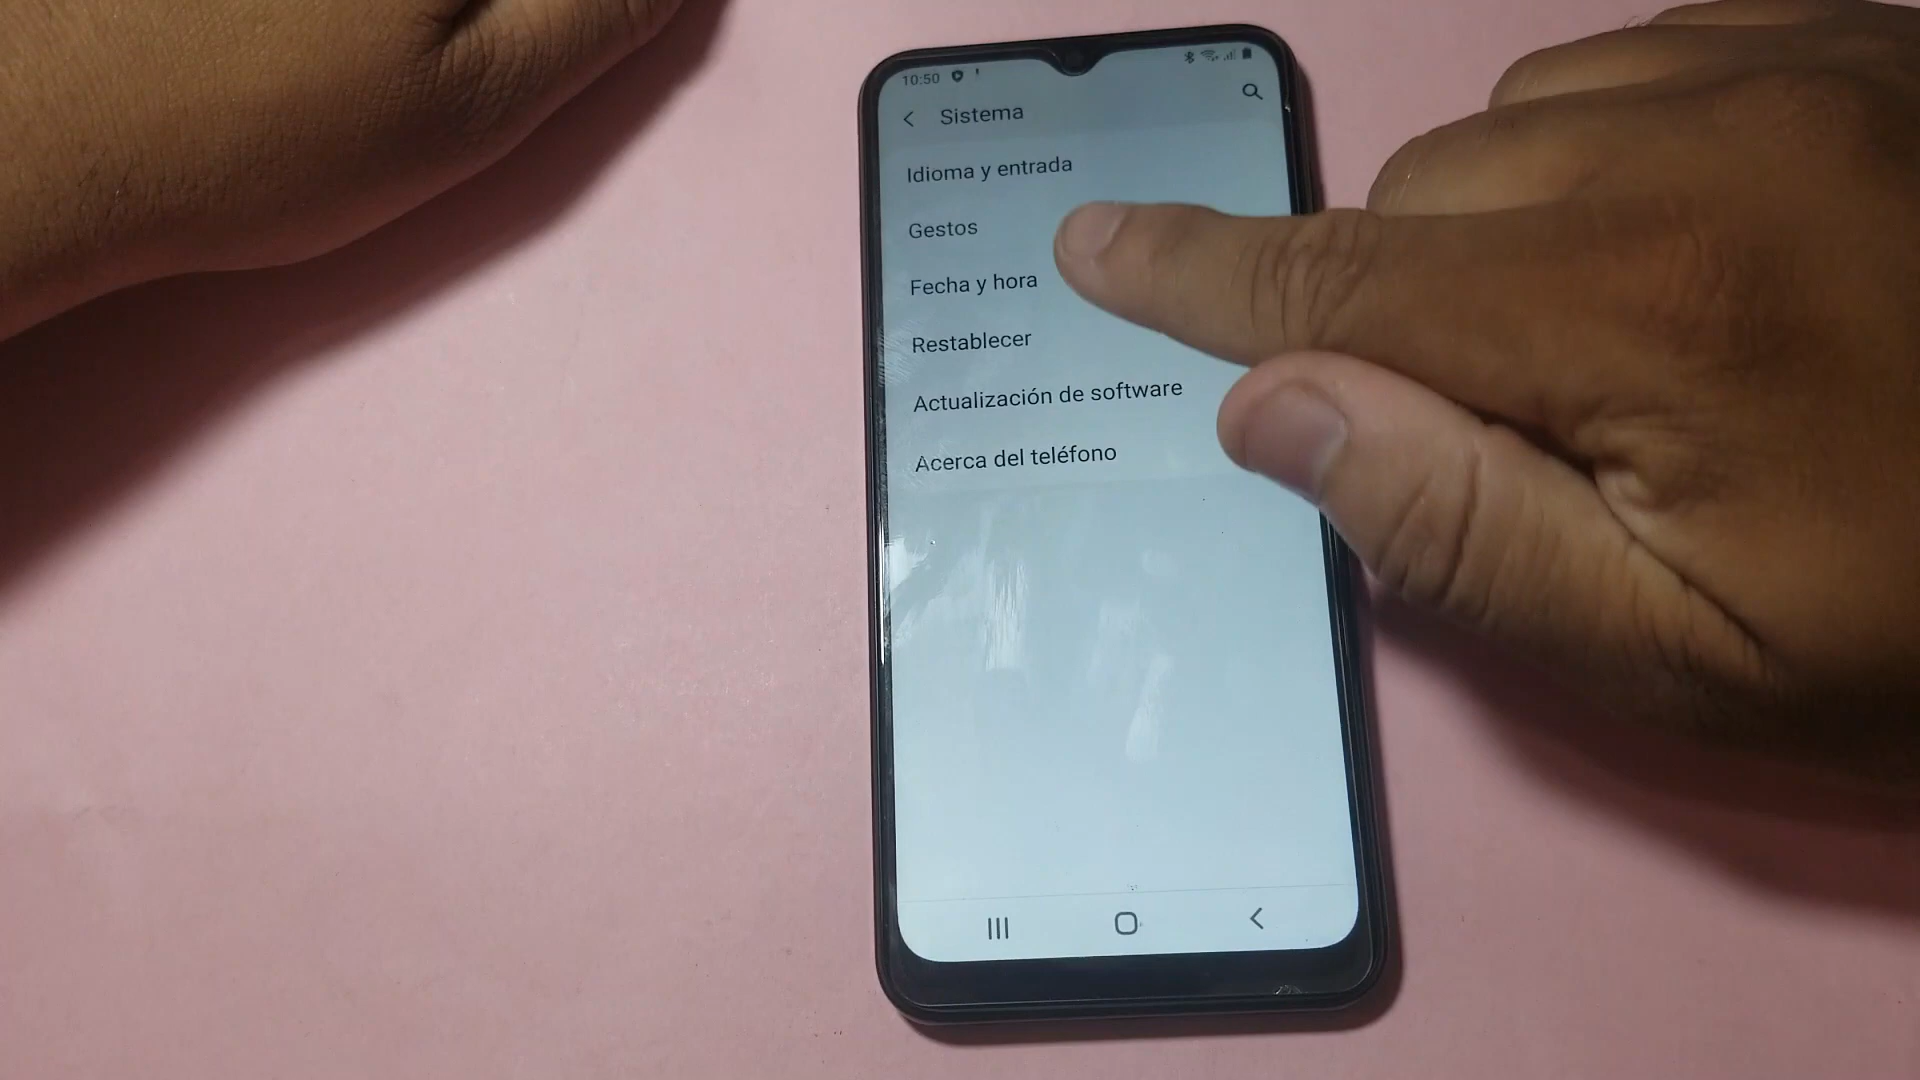 10:50
Sistema
Idioma y entrada
Gestos
Fecha y hora
Restablecer
Actualización de software
Acerca del teléfono